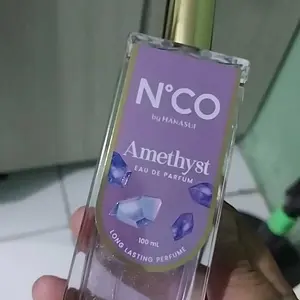 N°CO
by HANASUI
Amethyst
EAU DE PARFUM
100 mL
LONG LASTING PERFUME